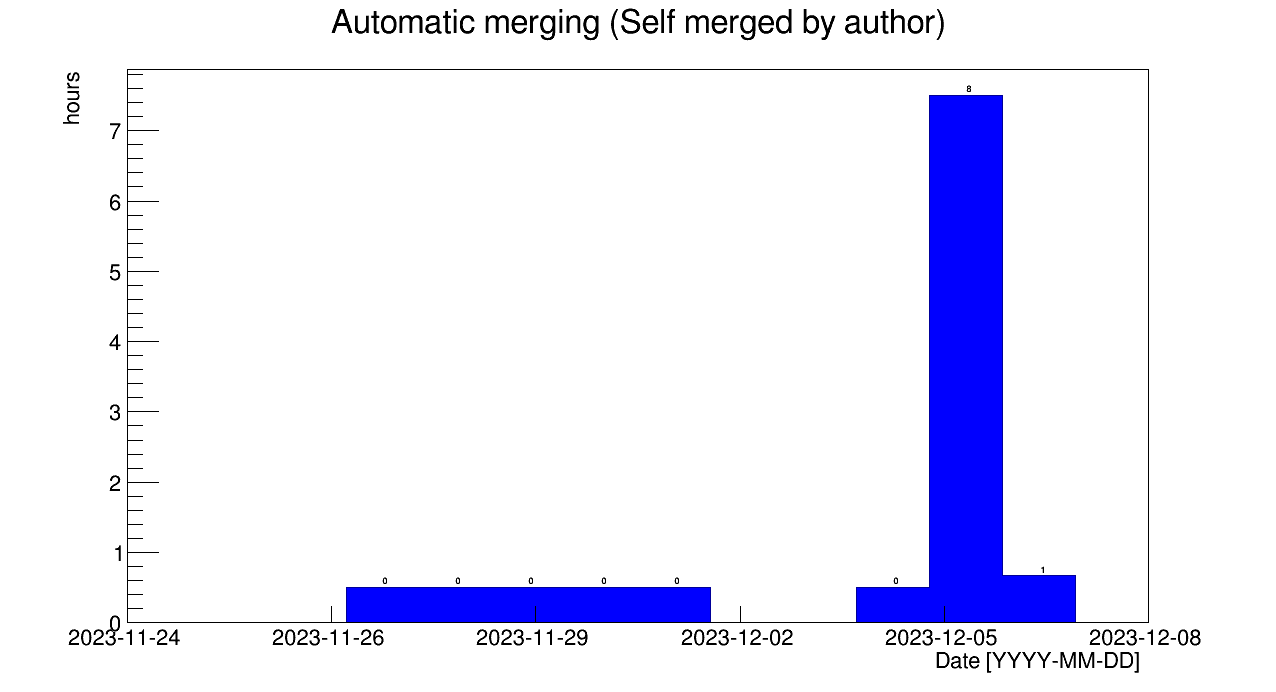 Automatic merging (Self merged by author)
hours
7
6
5
4
3
2
1
0
8
0 0 0 0 0 0 1
2023-11-24 2023-11-26 2023-11-29 2023-12-02 2023-12-05 2023-12-08
Date [YYYY-MM-DD]